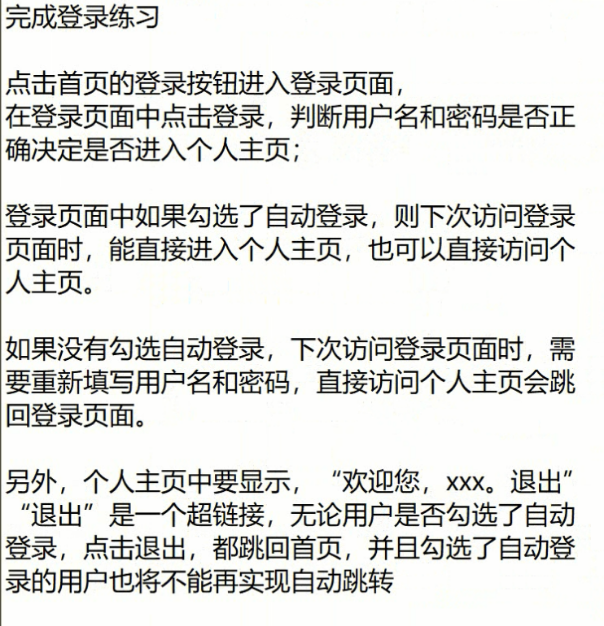 完成登录练习
点击首页的登录按钮进入登录页面，
在登录页面中点击登录，判断用户名和密码是否正
确决定是否进入个人主页；
登录页面中如果勾选了自动登录，则下次访问登录
页面时，能直接进入个人主页，也可以直接访问个
人主页。
如果没有勾选自动登录，下次访问登录页面时，需
要重新填写用户名和密码，直接访问个人主页会跳
回登录页面。
另外，个人主页中要显示，“欢迎您，xxx。退出”
“退出”是一个超链接，无论用户是否勾选了自动
登录，点击退出，都跳回首页，并且勾选了自动登
录的用户也将不能再实现自动跳转